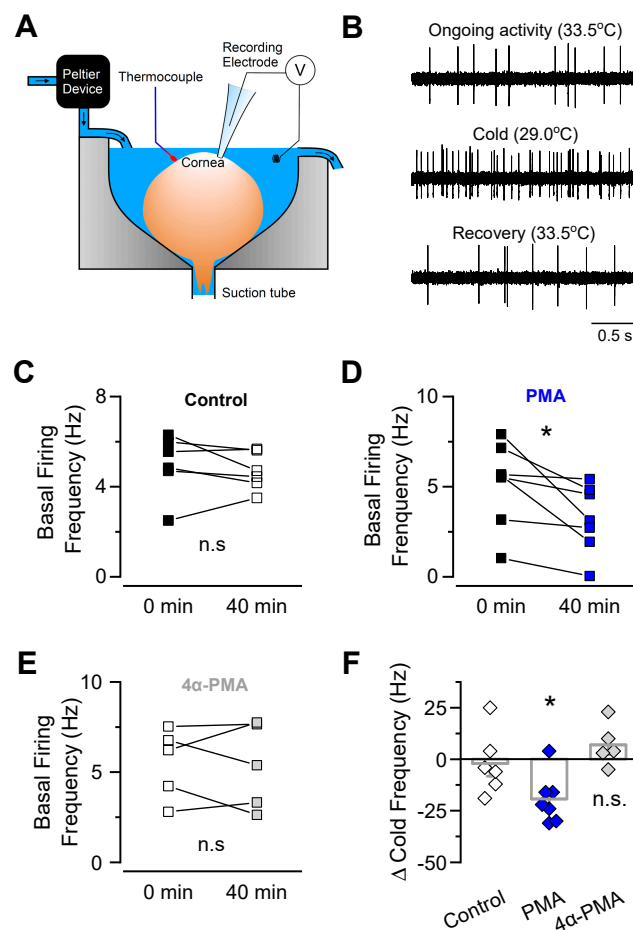 A
Peltier
Device
Thermocouple
Recording
Electrode
V
Cornea
Suction tube
B
Ongoing activity (33.5°C)
Cold (29.0°C)
Recovery (33.5°C)
0.5 s
C
Control
Basal Firing
Frequency (Hz)
8
4
0
n.s
0 min 40 min
D
PMA
*
Basal Firing
Frenquency (Hz)
10
5
0
0 min 40 min
E
4α-PMA
Basal Firing
Frequency (Hz)
10
5
0
n.s
0 min 40 min
F
Δ Cold Frequency (Hz)
25
0
-25
-50
*
n.s.
Control PMA 4α-PMA